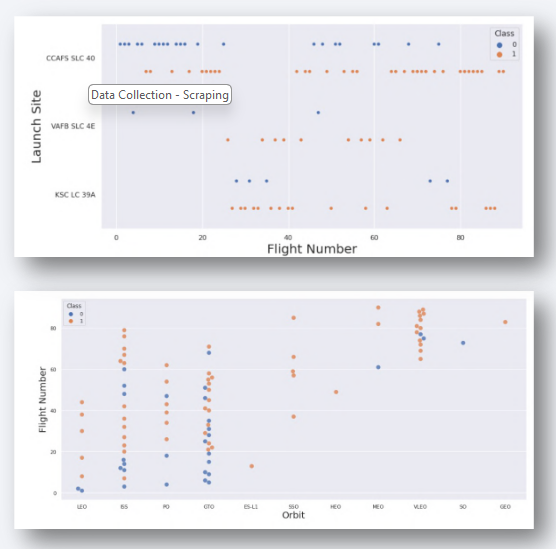 Class
0
1
CCAFS SLC 40
Data Collection - Scraping
Launch Site
VAFB SLC 4E
KSC LC 39A
0 20 40 60 80
Flight Number
Class
0
1
80
60
40
20
0
Flight Number
LEO ISS PO GTO ES-L1 SSO HEO MEO VLEO SO GEO
Orbit